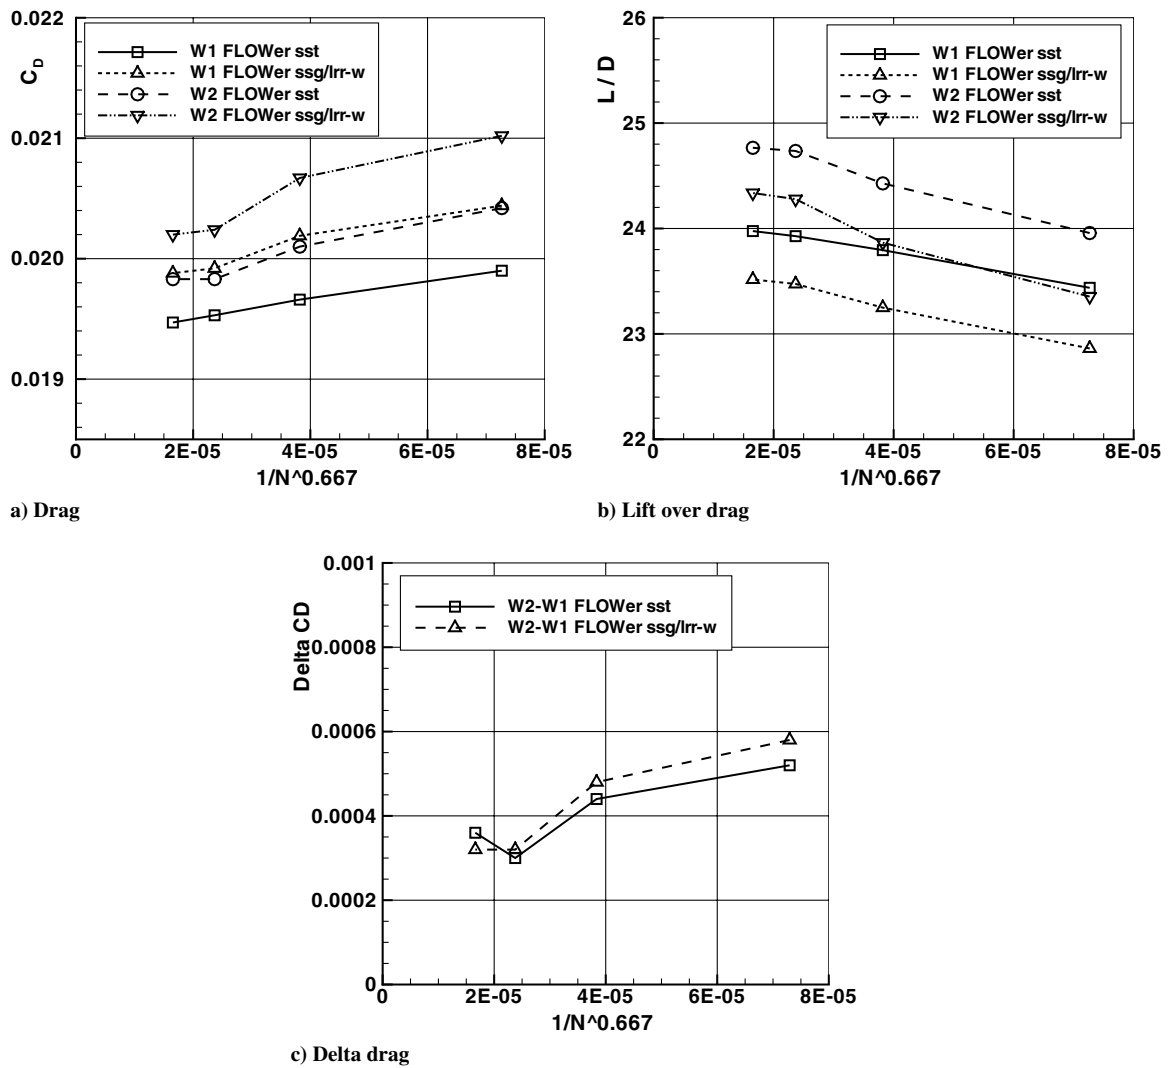 0.022
0.021
0.020
0.019
C_D
W1 FLOWer sst
W1 FLOWer ssg/lrr-w
W2 FLOWer sst
W2 FLOWer ssg/lrr-w
0 2E-05 4E-05 6E-05 8E-05
1/N^0.667
a) Drag
26
25
24
23
22
L / D
W1 FLOWer sst
W1 FLOWer ssg/lrr-w
W2 FLOWer sst
W2 FLOWer ssg/lrr-w
0 2E-05 4E-05 6E-05 8E-05
1/N^0.667
b) Lift over drag
0.001
0.0008
0.0006
0.0004
0.0002
0
Delta CD
W2-W1 FLOWer sst
W2-W1 FLOWer ssg/lrr-w
0 2E-05 4E-05 6E-05 8E-05
1/N^0.667
c) Delta drag